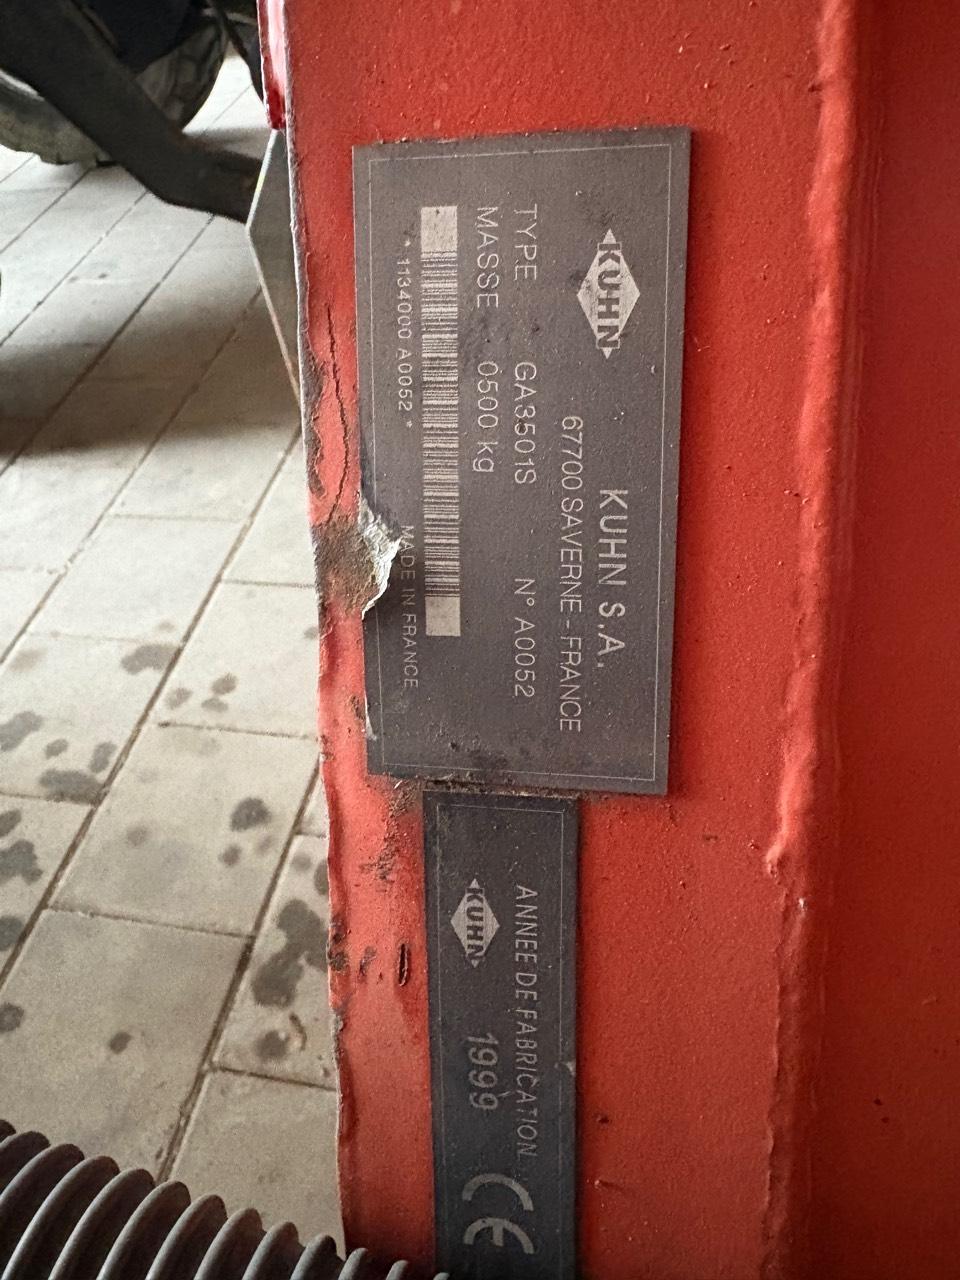 KUHN
KUHN S.A.
67700 SAVERNE - FRANCE
TYPE GA3501S N° A0052
MASSE 0500 kg
* 1134000 A0052 *
MADE IN FRANCE
KUHN
ANNEE DE FABRICATION
1999
CE